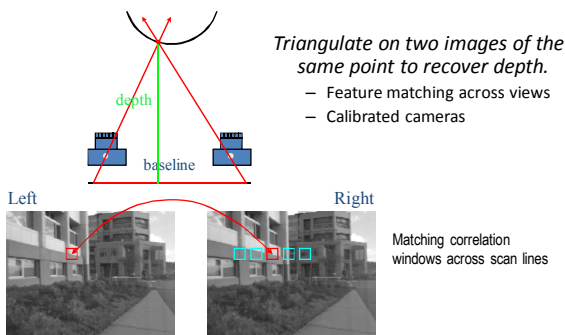 Triangulate on two images of the
same point to recover depth.
– Feature matching across views
– Calibrated cameras
depth
baseline
Left
Right
Matching correlation
windows across scan lines